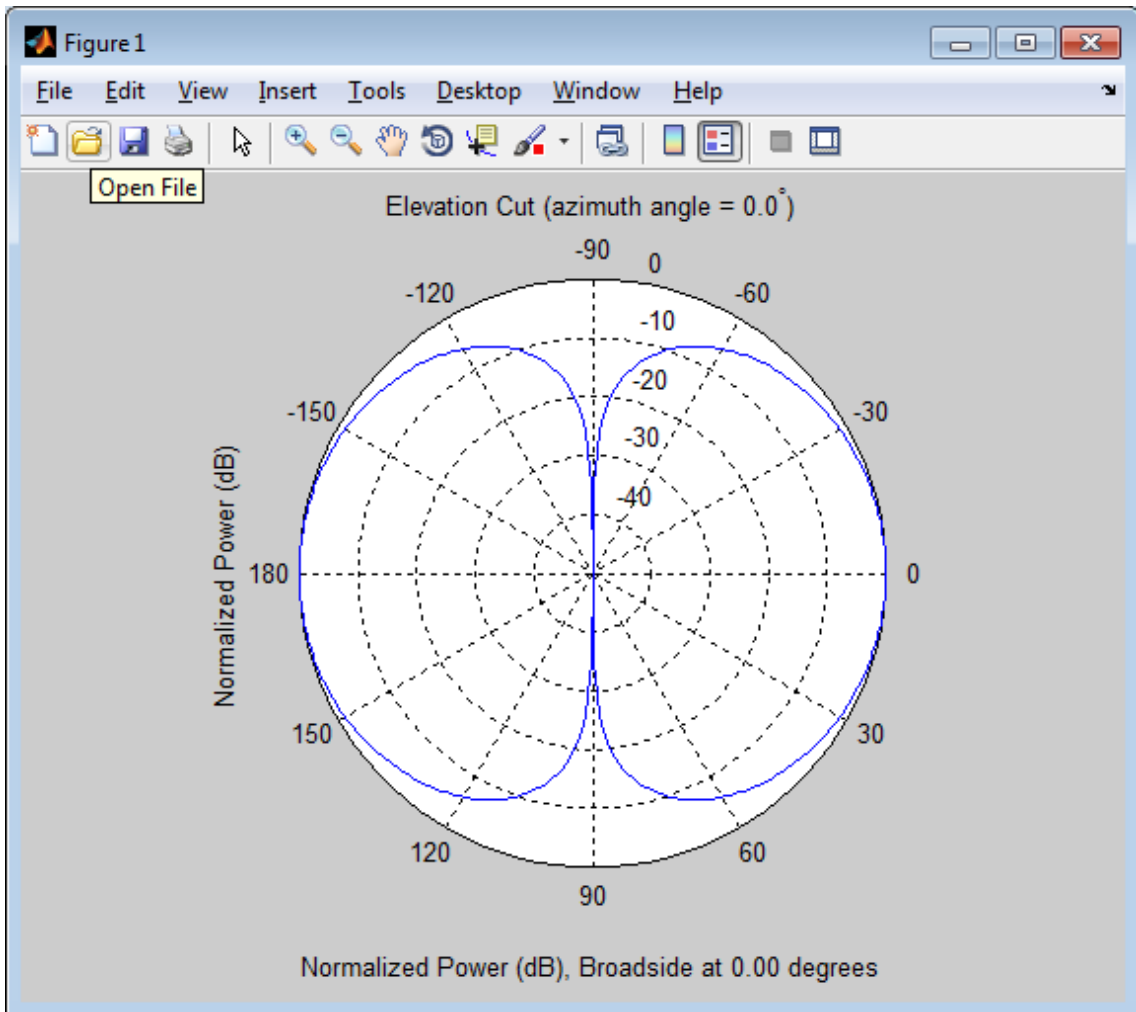 Figure 1
File Edit View Insert Tools Desktop Window Help
Open File
Elevation Cut (azimuth angle = 0.0°)
-90 0
-120 -60
-10
-20
-150 -30
-30
-40
Normalized Power (dB)
180 0
150 30
120 60
90
Normalized Power (dB), Broadside at 0.00 degrees